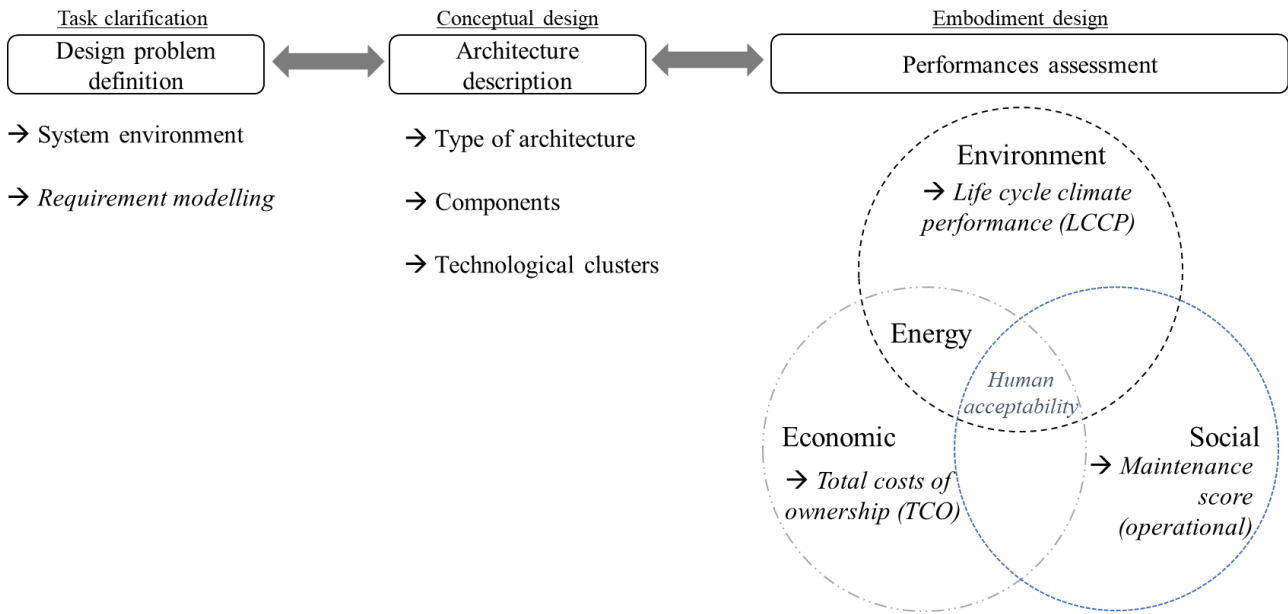 Task clarification
Design problem
definition
→ System environment
→ Requirement modelling
Conceptual design
Architecture
description
→ Type of architecture
→ Components
→ Technological clusters
Embodiment design
Performances assessment
Environment
→ Life cycle climate
performance (LCCP)
Energy
Human
acceptability
Economic
→ Total costs of
ownership (TCO)
Social
→ Maintenance
score
(operational)